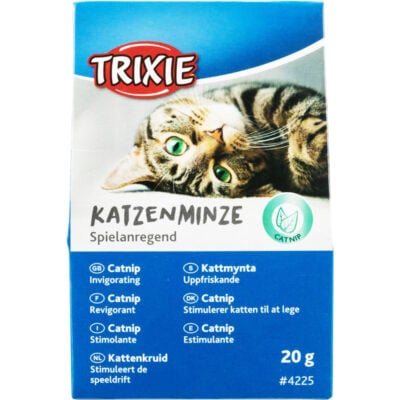 TRIXIE
KATZENMINZE
Spielanregend
CATNIP
GB Catnip
Invigorating
F Catnip
Revigorant
I Catnip
Stimolante
NL Kattenkruid
Stimuleert de
speeldrift
S Kattmynta
Uppfriskande
DK Catnip
Stimulerer katten til at lege
E Catnip
Estimulante
20 g
#4225